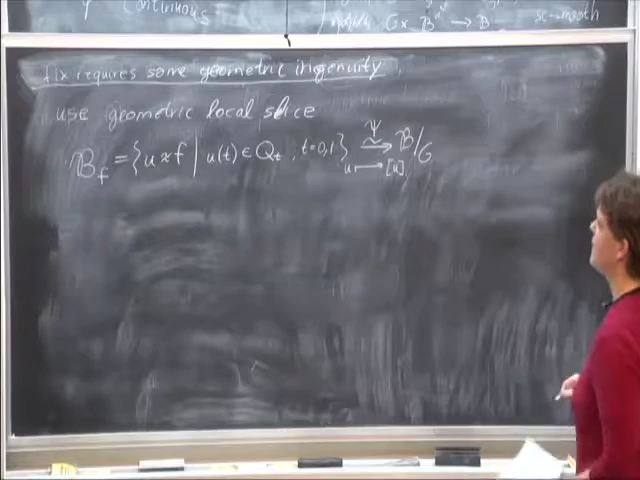 continuous
G × B → B sc-smooth
fix requires some geometric ingenuity,
use geometric local slice
B_f = {u ≈ f | u(t) ∈ Q_t, t=0,1} ⥲^Ψ B/G
u ⟼ [u]